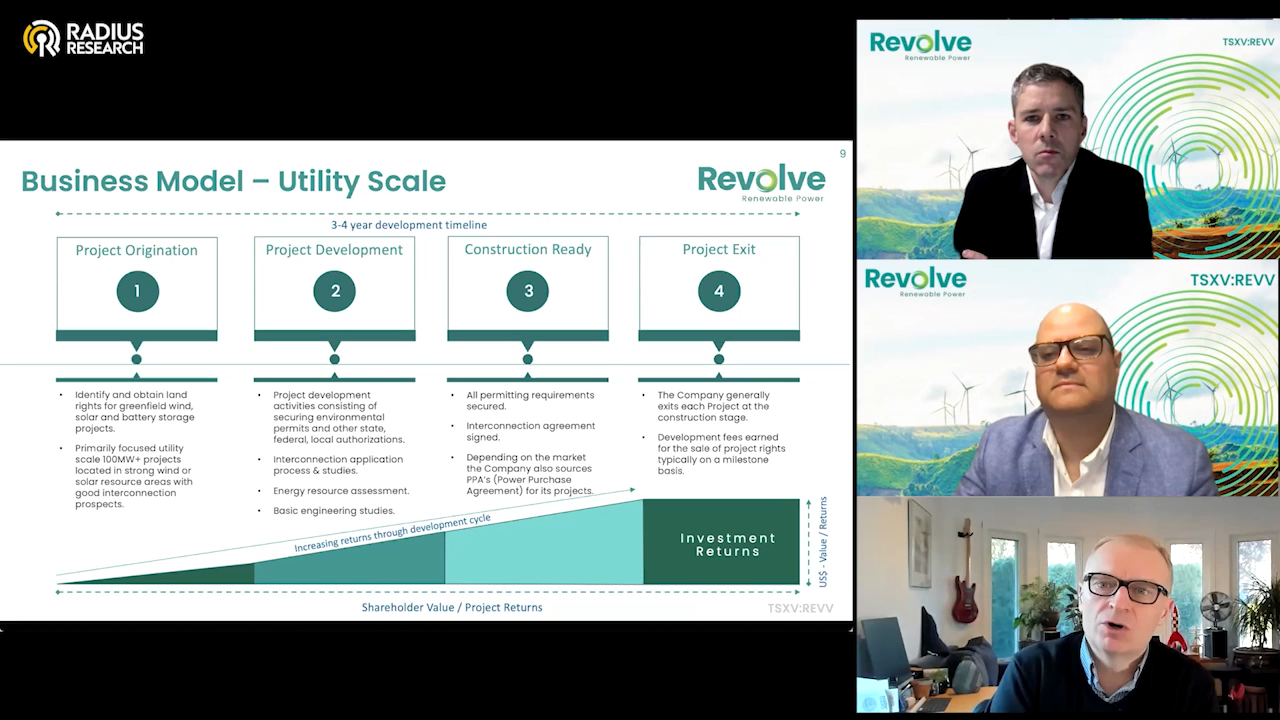 RADIUS
RESEARCH
9
Business Model – Utility Scale
Revolve
Renewable Power
3-4 year development timeline
Project Origination
1
• Identify and obtain land
rights for greenfield wind,
solar and battery storage
projects.
• Primarily focused utility
scale 100MW+ projects
located in strong wind or
solar resource areas with
good interconnection
prospects.
Project Development
2
• Project development
activities consisting of
securing environmental
permits and other state,
federal, local authorizations.
• Interconnection application
process & studies.
• Energy resource assessment.
• Basic engineering studies.
Construction Ready
3
• All permitting requirements
secured.
• Interconnection agreement
signed.
• Depending on the market
the Company also sources
PPA's (Power Purchase
Agreement) for its projects.
Project Exit
4
• The Company generally
exits each Project at the
construction stage.
• Development fees earned
for the sale of project rights
typically on a milestone
basis.
Increasing returns through development cycle
Investment
Returns
US$ - Value / Returns
Shareholder Value / Project Returns
TSXV:REVV
Revolve
Renewable Power
TSXV:REVV
Revolve
Renewable Power
TSXV:REVV